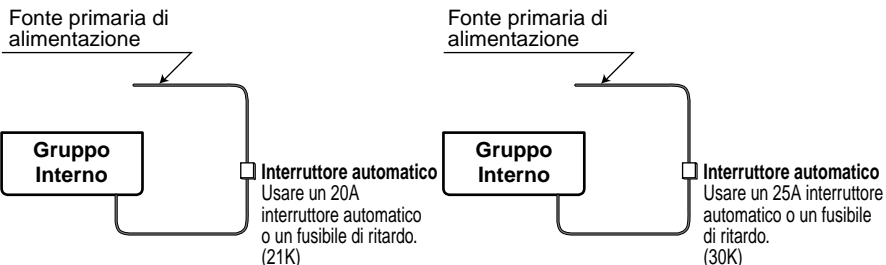 Fonte primaria di
alimentazione
Gruppo
Interno
Interruttore automatico
Usare un 20A
interruttore automatico
o un fusibile di ritardo.
(21K)
Fonte primaria di
alimentazione
Gruppo
Interno
Interruttore automatico
Usare un 25A interruttore
automatico o un fusibile
di ritardo.
(30K)